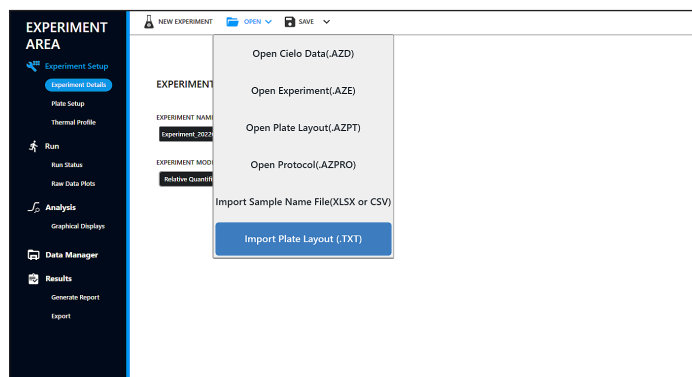 EXPERIMENT
AREA
Experiment Setup
Experiment Details
Plate Setup
Thermal Profile
Run
Run Status
Raw Data Plots
Analysis
Graphical Displays
Data Manager
Results
Generate Report
Export
NEW EXPERIMENT
OPEN
SAVE
EXPERIMENT
EXPERIMENT NAM
Experiment_2022
EXPERIMENT MOD
Relative Quantifi
Open Cielo Data(.AZD)
Open Experiment(.AZE)
Open Plate Layout(.AZPT)
Open Protocol(.AZPRO)
Import Sample Name File(XLSX or CSV)
Import Plate Layout (.TXT)